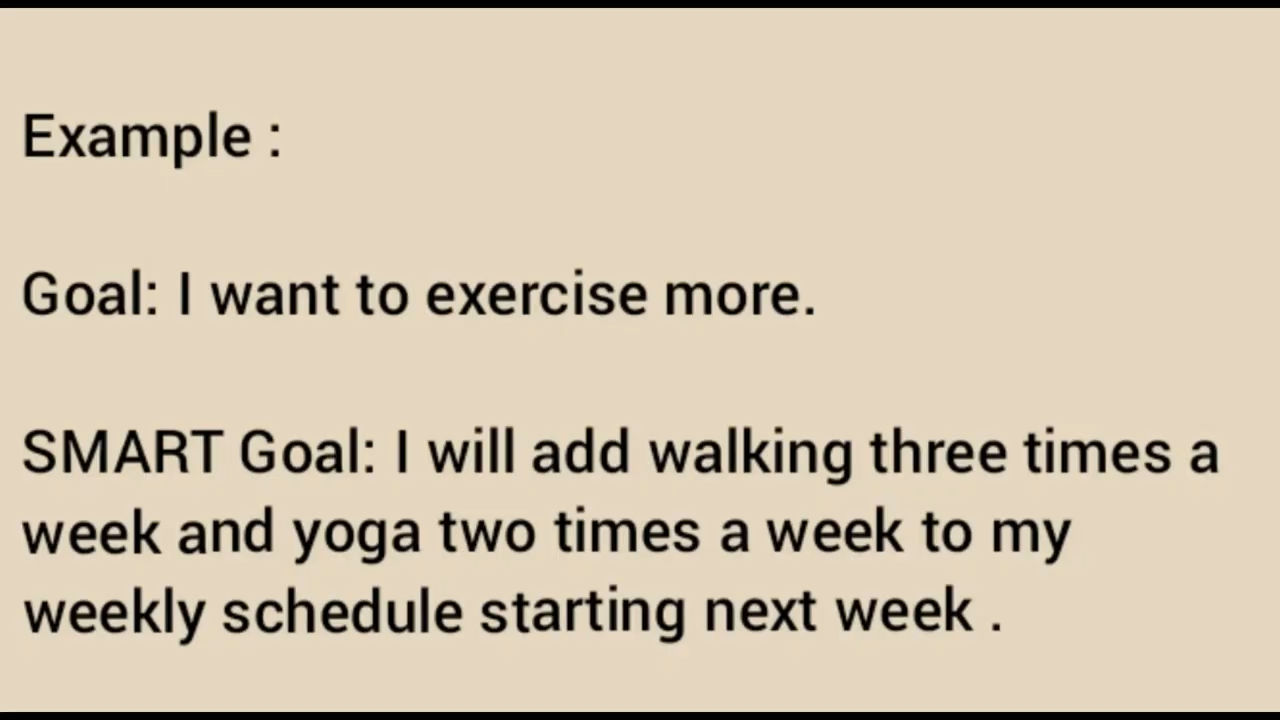 Example :
Goal: I want to exercise more.
SMART Goal: I will add walking three times a
week and yoga two times a week to my
weekly schedule starting next week .